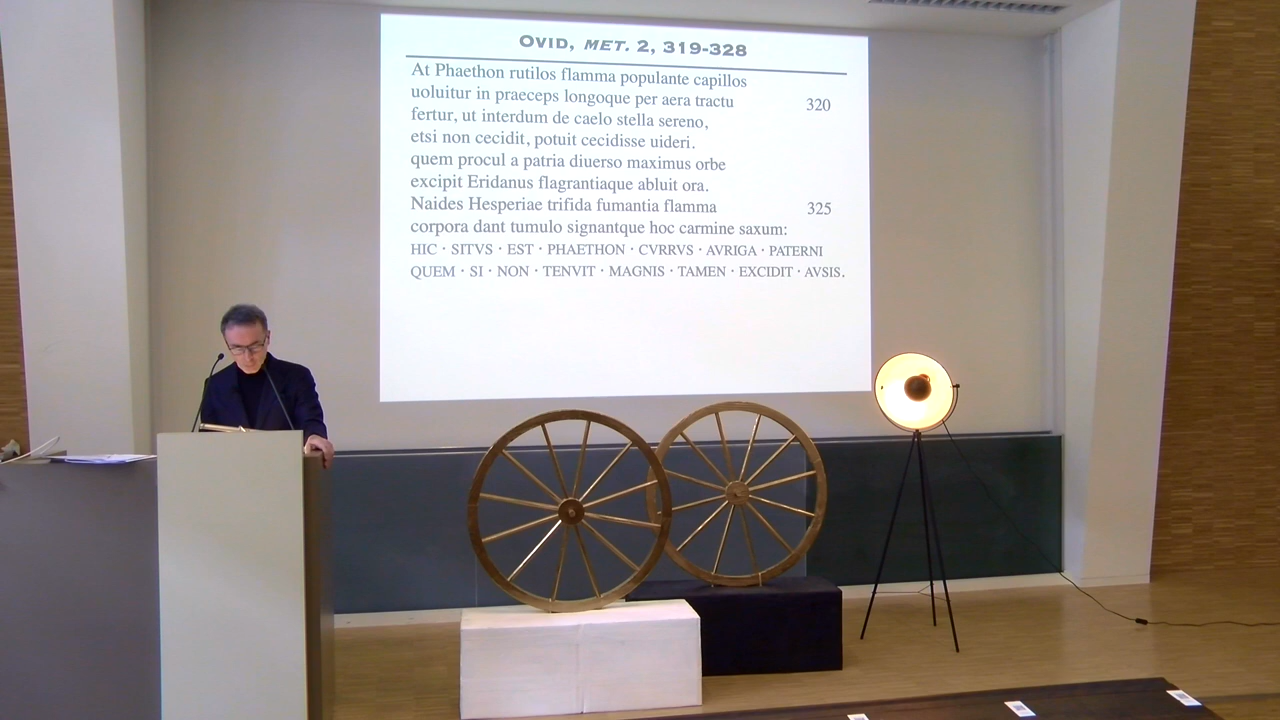 OVID, MET. 2, 319-328
At Phaethon rutilos flamma populante capillos
uoluitur in praeceps longoque per aera tractu 320
fertur, ut interdum de caelo stella sereno,
etsi non cecidit, potuit cecidisse uideri.
quem procul a patria diuerso maximus orbe
excipit Eridanus flagrantiaque abluit ora.
Naides Hesperiae trifida fumantia flamma 325
corpora dant tumulo signantque hoc carmine saxum:
HIC · SITVS · EST · PHAETHON · CVRRVS · AVRIGA · PATERNI
QUEM · SI · NON · TENVIT · MAGNIS · TAMEN · EXCIDIT · AVSIS.